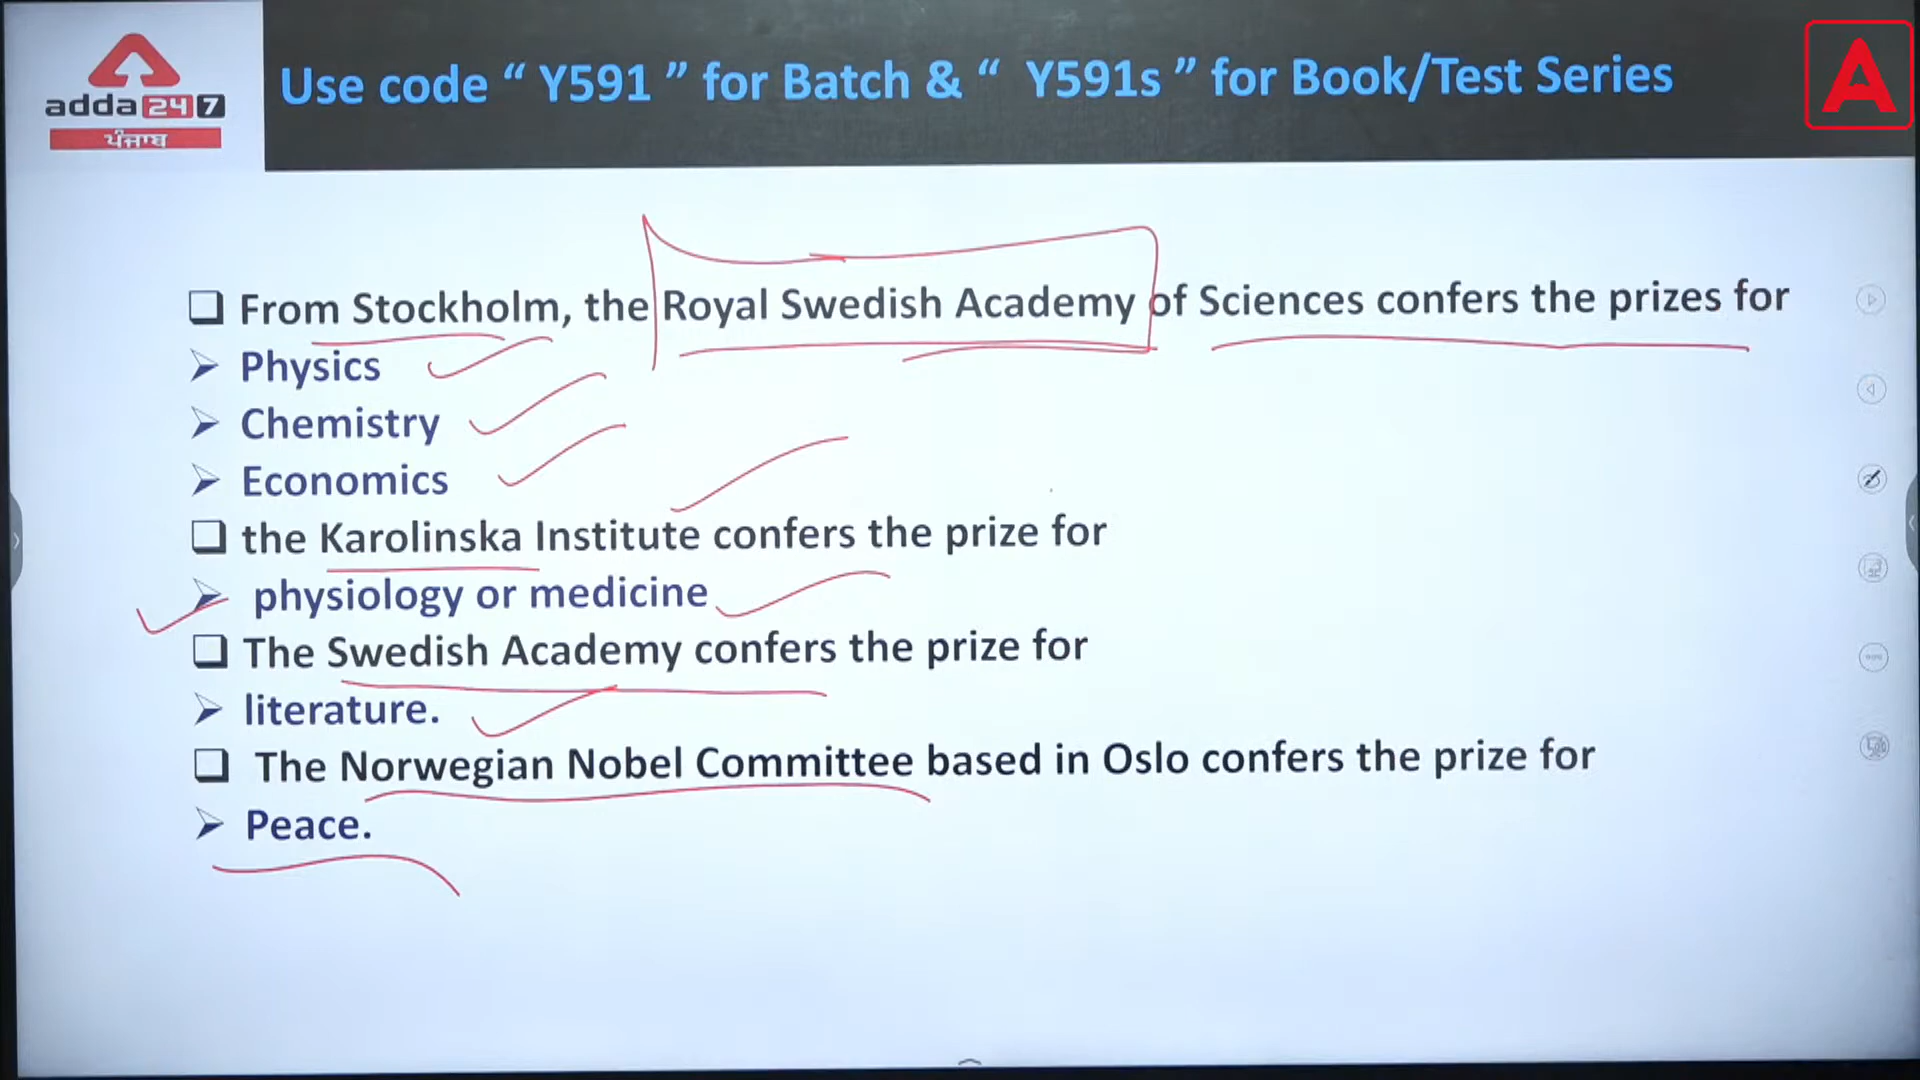 adda247
ਪੰਜਾਬ
Use code “ Y591 ” for Batch & “ Y591s ” for Book/Test Series
A
❑ From Stockholm, the Royal Swedish Academy of Sciences confers the prizes for
➢ Physics
➢ Chemistry
➢ Economics
❑ the Karolinska Institute confers the prize for
➢ physiology or medicine
❑ The Swedish Academy confers the prize for
➢ literature.
❑ The Norwegian Nobel Committee based in Oslo confers the prize for
➢ Peace.